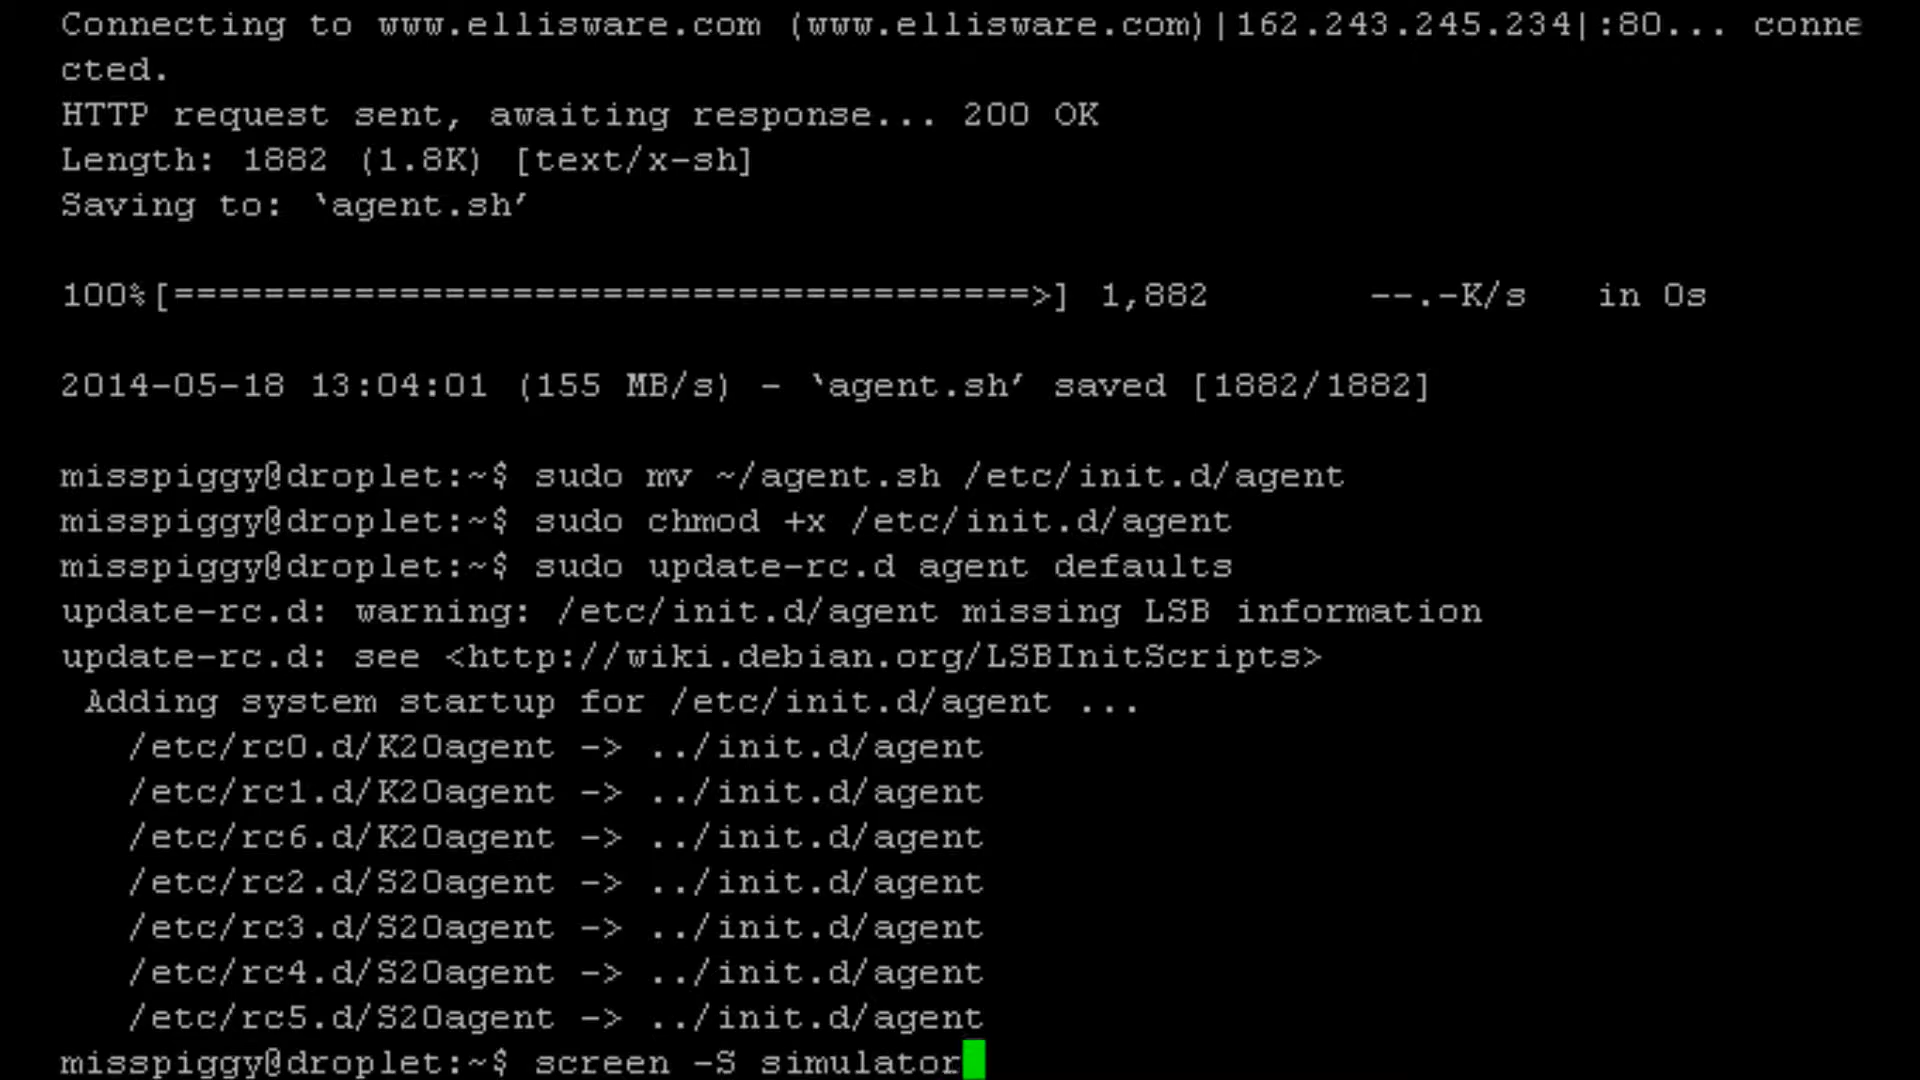 Connecting to www.ellisware.com (www.ellisware.com)|162.243.245.234|:80... conne
cted.
HTTP request sent, awaiting response... 200 OK
Length: 1882 (1.8K) [text/x-sh]
Saving to: ‘agent.sh’
100%[======================================>] 1,882       --.-K/s   in 0s
2014-05-18 13:04:01 (155 MB/s) - ‘agent.sh’ saved [1882/1882]
misspiggy@droplet:~$ sudo mv ~/agent.sh /etc/init.d/agent
misspiggy@droplet:~$ sudo chmod +x /etc/init.d/agent
misspiggy@droplet:~$ sudo update-rc.d agent defaults
update-rc.d: warning: /etc/init.d/agent missing LSB information
update-rc.d: see <http://wiki.debian.org/LSBInitScripts>
 Adding system startup for /etc/init.d/agent ...
   /etc/rc0.d/K20agent -> ../init.d/agent
   /etc/rc1.d/K20agent -> ../init.d/agent
   /etc/rc6.d/K20agent -> ../init.d/agent
   /etc/rc2.d/S20agent -> ../init.d/agent
   /etc/rc3.d/S20agent -> ../init.d/agent
   /etc/rc4.d/S20agent -> ../init.d/agent
   /etc/rc5.d/S20agent -> ../init.d/agent
misspiggy@droplet:~$ screen -S simulator